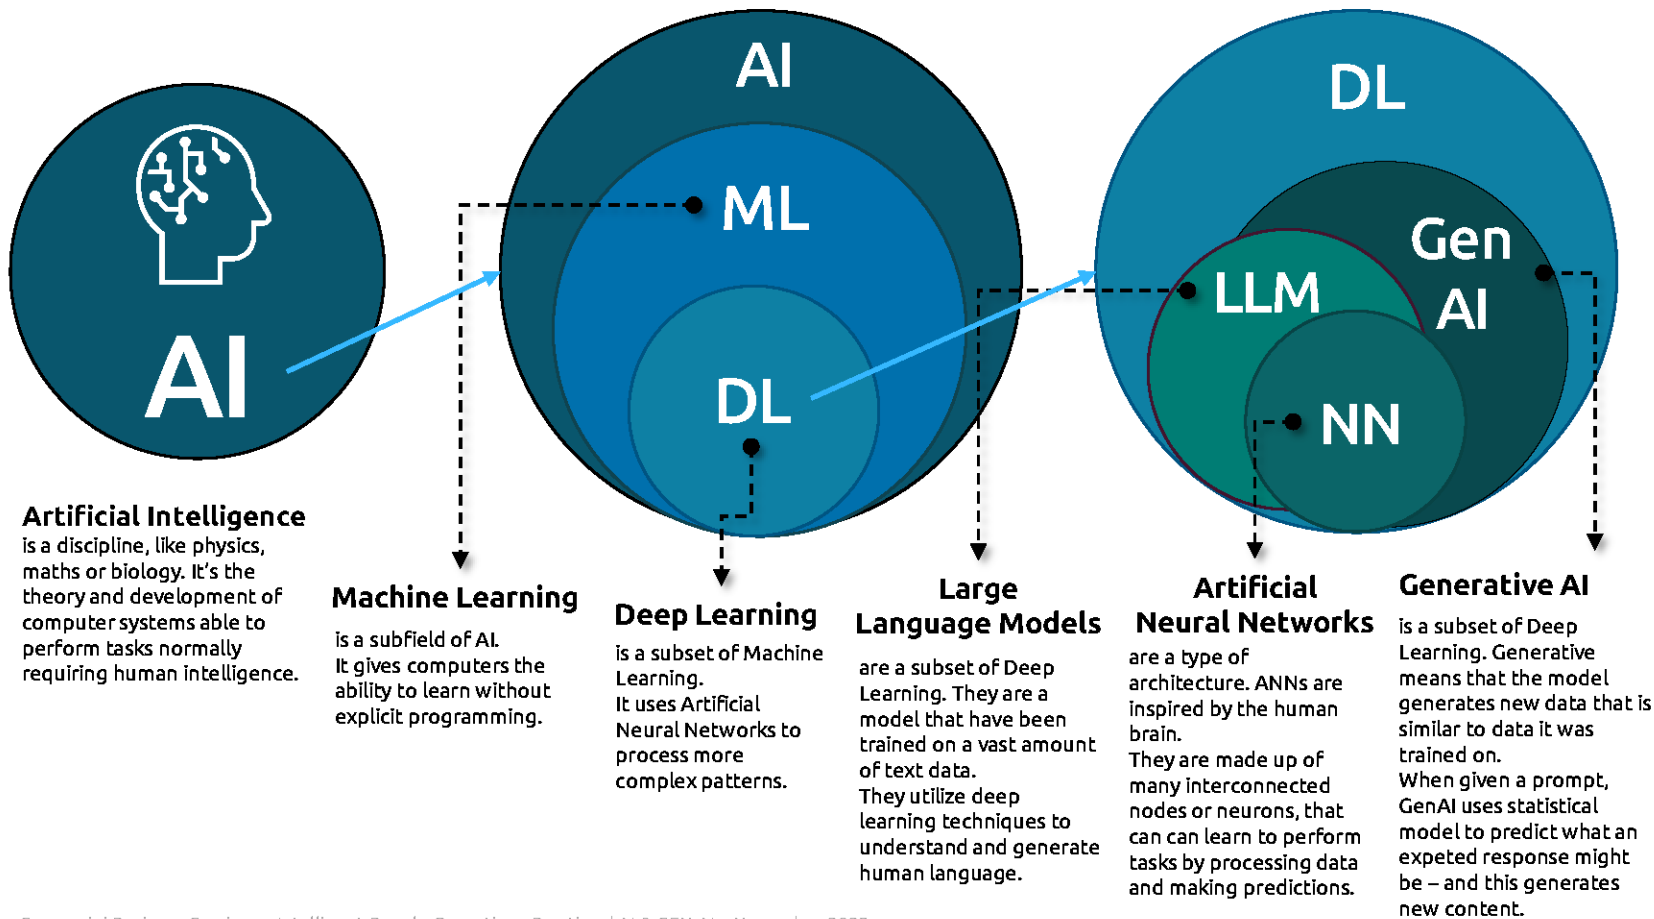 AI
AI
ML
DL
DL
Gen
AI
LLM
NN
Artificial Intelligence
is a discipline, like physics,
maths or biology. It's the
theory and development of
computer systems able to
perform tasks normally
requiring human intelligence.
Machine Learning
is a subfield of AI.
It gives computers the
ability to learn without
explicit programming.
Deep Learning
is a subset of Machine
Learning.
It uses Artificial
Neural Networks to
process more
complex patterns.
Large
Language Models
are a subset of Deep
Learning. They are a
model that have been
trained on a vast amount
of text data.
They utilize deep
learning techniques to
understand and generate
human language.
Artificial
Neural Networks
are a type of
architecture. ANNs are
inspired by the human
brain.
They are made up of
many interconnected
nodes or neurons, that
can can learn to perform
tasks by processing data
and making predictions.
Generative AI
is a subset of Deep
Learning. Generative
means that the model
generates new data that is
similar to data it was
trained on.
When given a prompt,
GenAI uses statistical
model to predict what an
expeted response might
be – and this generates
new content.